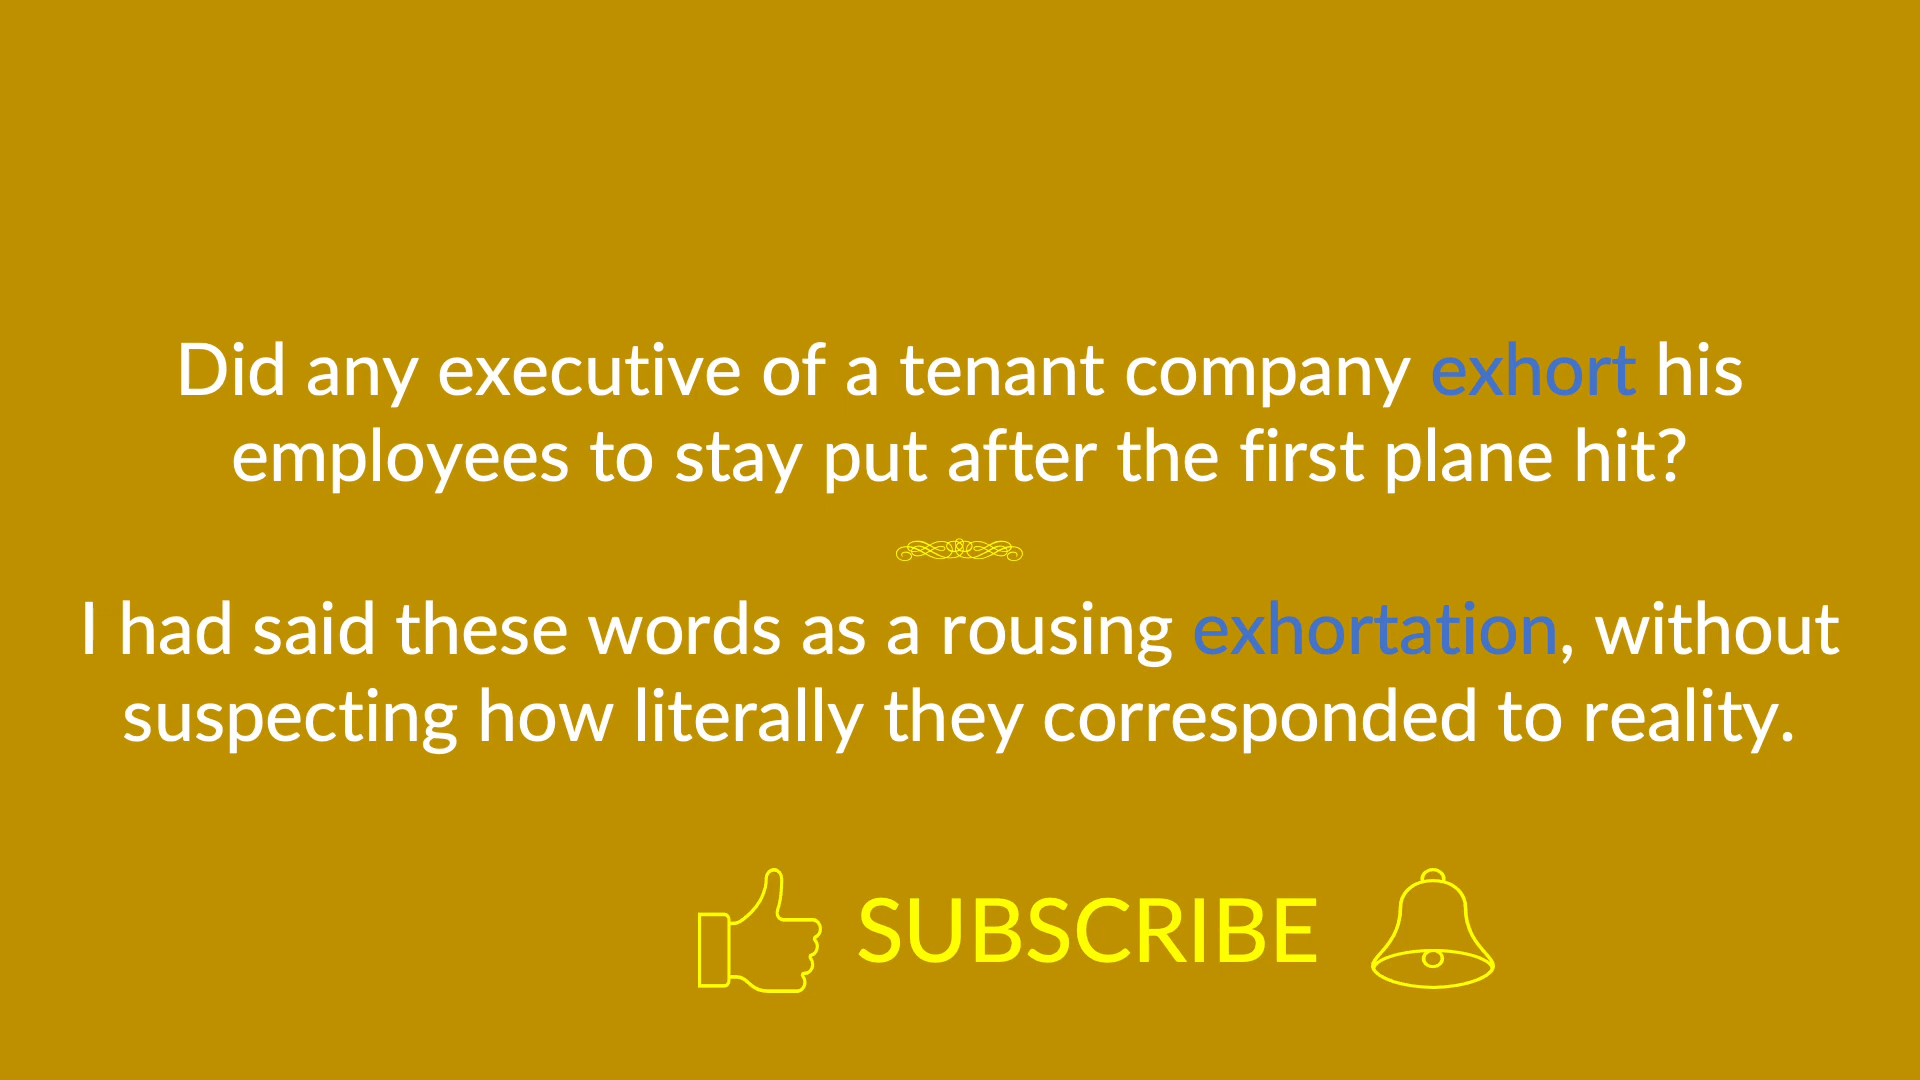 Did any executive of a tenant company exhort his
employees to stay put after the first plane hit?
I had said these words as a rousing exhortation, without
suspecting how literally they corresponded to reality.
SUBSCRIBE